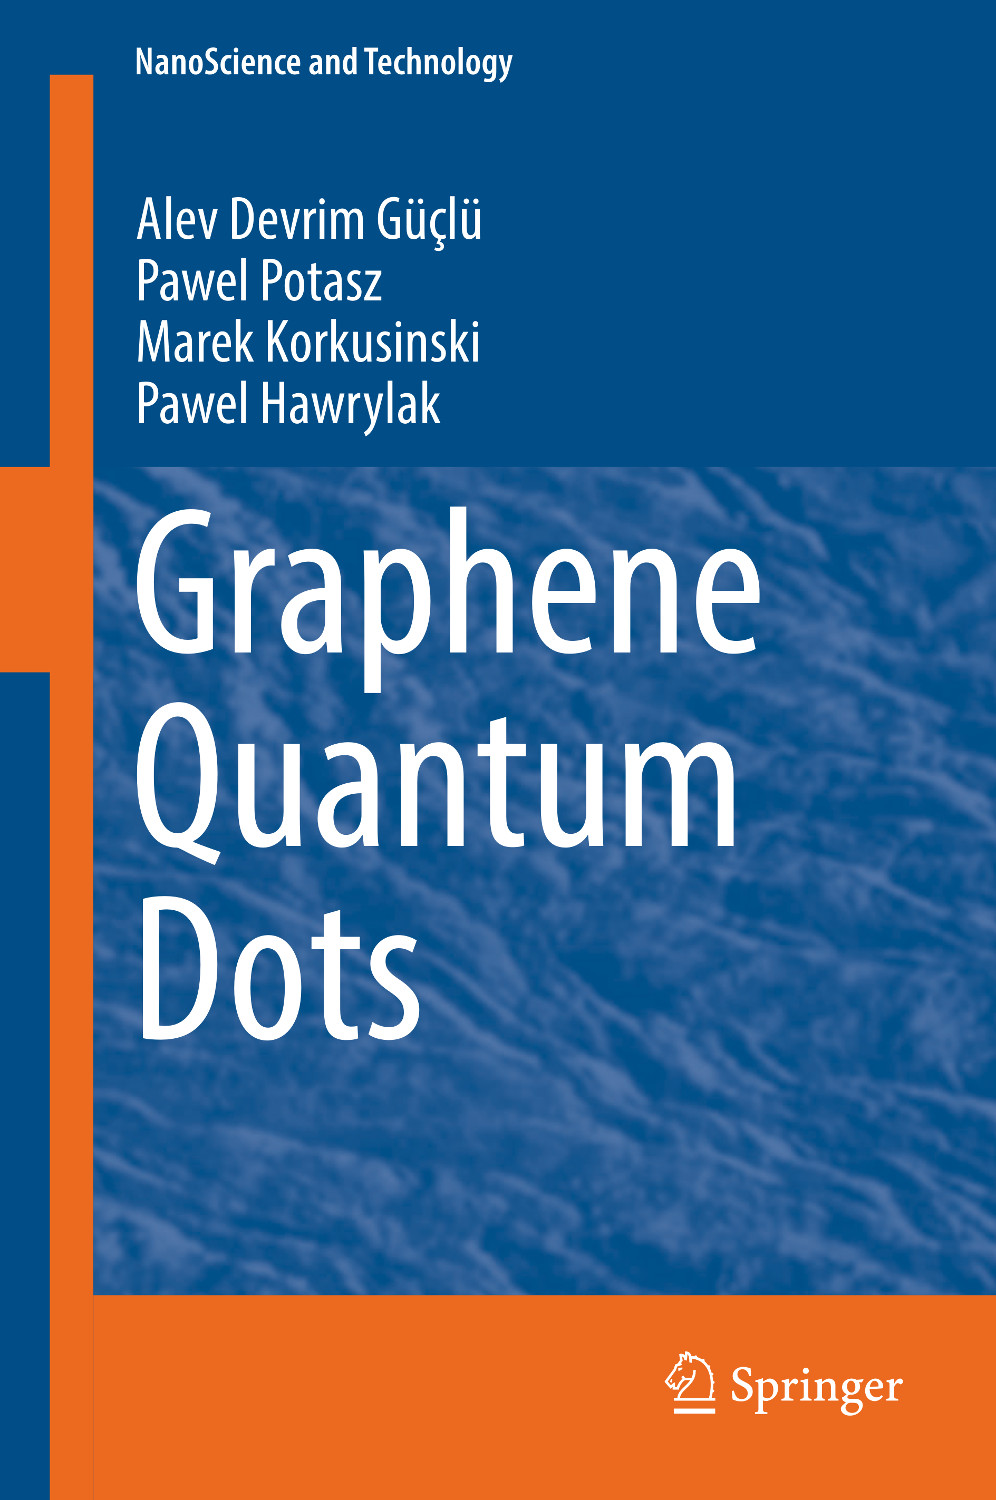 NanoScience and Technology
Alev Devrim Güçlü
Pawel Potasz
Marek Korkusinski
Pawel Hawrylak
Graphene
Quantum
Dots
Springer